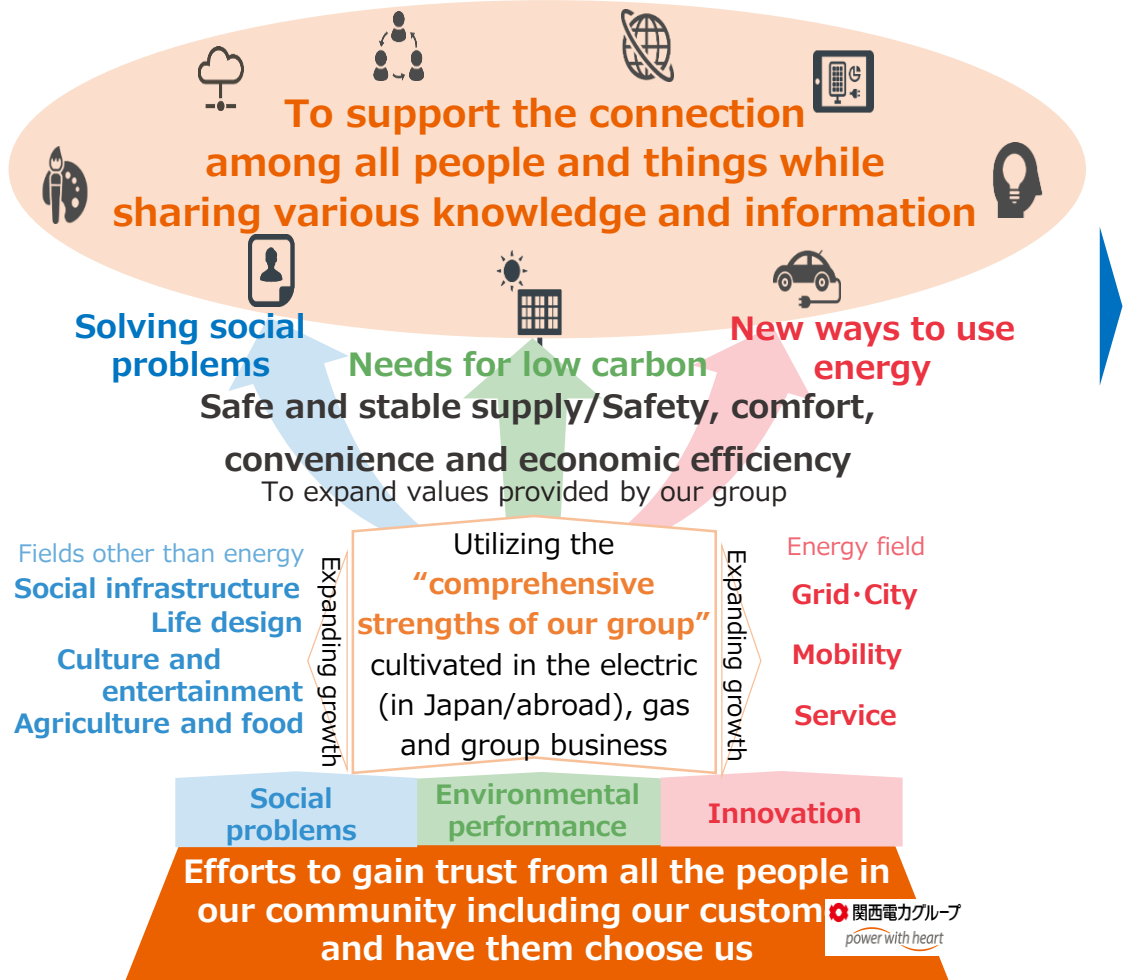 To support the connection
among all people and things while
sharing various knowledge and information
Solving social
problems
Needs for low carbon
New ways to use
energy
Safe and stable supply/Safety, comfort,
convenience and economic efficiency
To expand values provided by our group
Fields other than energy
Social infrastructure
Life design
Culture and
entertainment
Agriculture and food
Expanding growth
Utilizing the
“comprehensive
strengths of our group”
cultivated in the electric
(in Japan/abroad), gas
and group business
Expanding growth
Energy field
Grid･City
Mobility
Service
Social
problems
Environmental
performance
Innovation
Efforts to gain trust from all the people in
our community including our custome
and have them choose us
関西電力グループ
power with heart